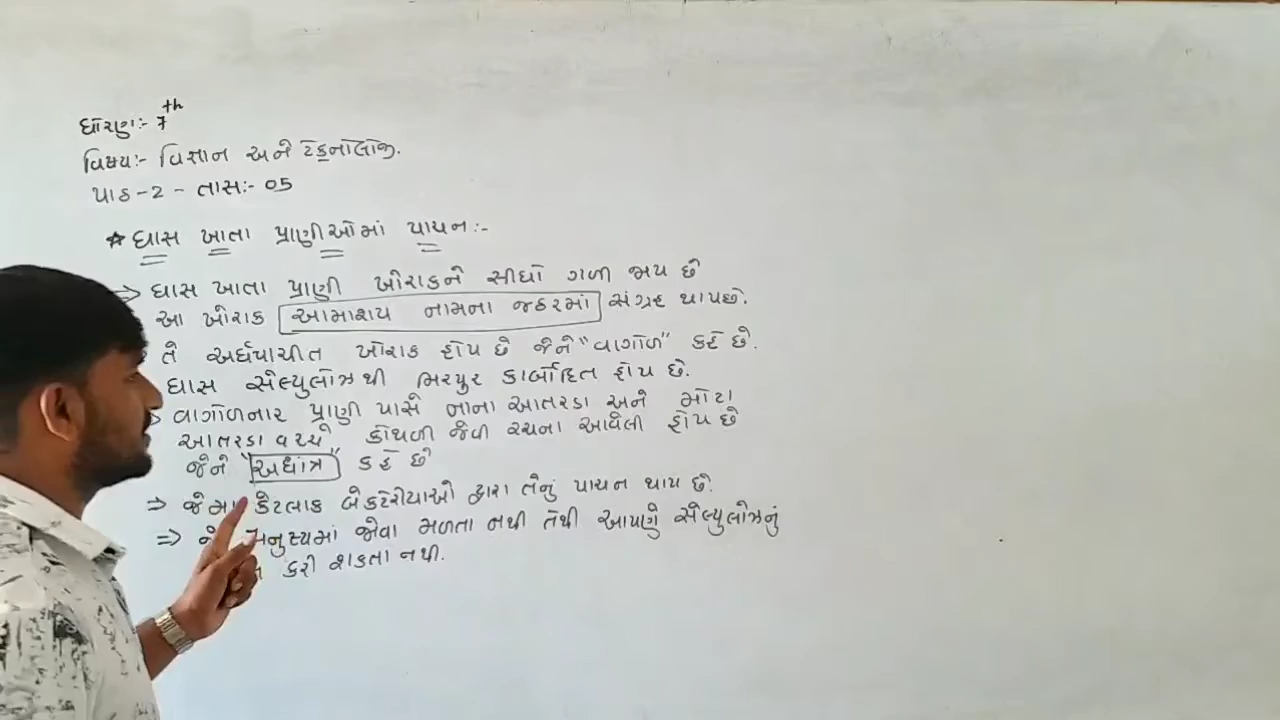 ધોરણ:- 7th
વિષય:- વિજ્ઞાન અને ટેકનોલોજી.
પાઠ-2 - તાસ:- 05
* ઘાસ ખાતા પ્રાણીઓમાં પાચન:-
⇒ ઘાસ ખાતા પ્રાણી ખોરાકને સીધો ગળી જાય છે
આ ખોરાક આમાશય નામના જઠરમાં સંગ્રહ થાય છે.
તે અર્ધપાચીત ખોરાક હોય છે જેને "વાગોળ" કહે છે.
ઘાસ સેલ્યુલોઝથી ભરપુર કાર્બોદિત હોય છે.
વાગોળનાર પ્રાણી પાસે નાના આતરડા અને મોટા
આતરડા વચ્ચે કોથળી જેવી રચના આવેલી હોય છે
જેને "અંધાત્ર" કહે છે
⇒ જેમા કેટલાક બેકટેરીયાઓ દ્વારા તેનું પાચન થાય છે.
⇒ મનુષ્યમાં જોવા મળતા નથી તેથી આપણે સેલ્યુલોઝનું
કરી શકતા નથી.